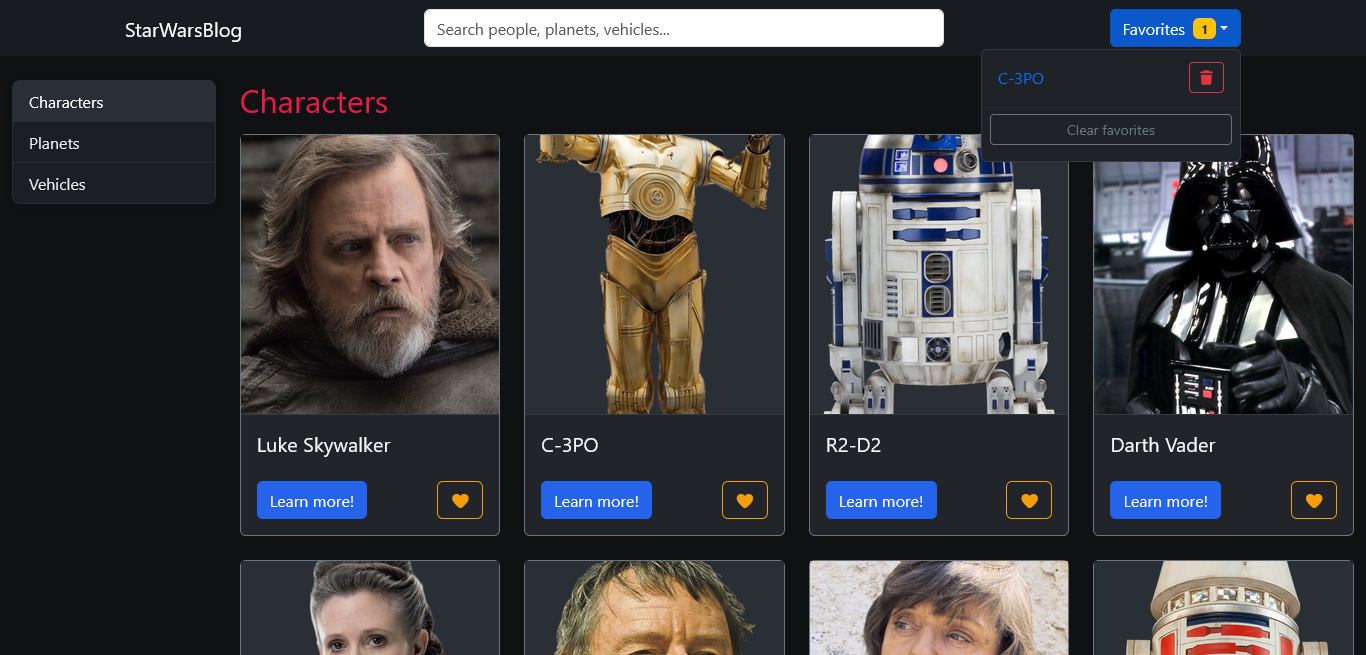 StarWarsBlog
Search people, planets, vehicles...
Favorites 1
C-3PO
Clear favorites
Characters
Planets
Vehicles
Characters
Luke Skywalker
C-3PO
R2-D2
Darth Vader
Learn more!
Learn more!
Learn more!
Learn more!